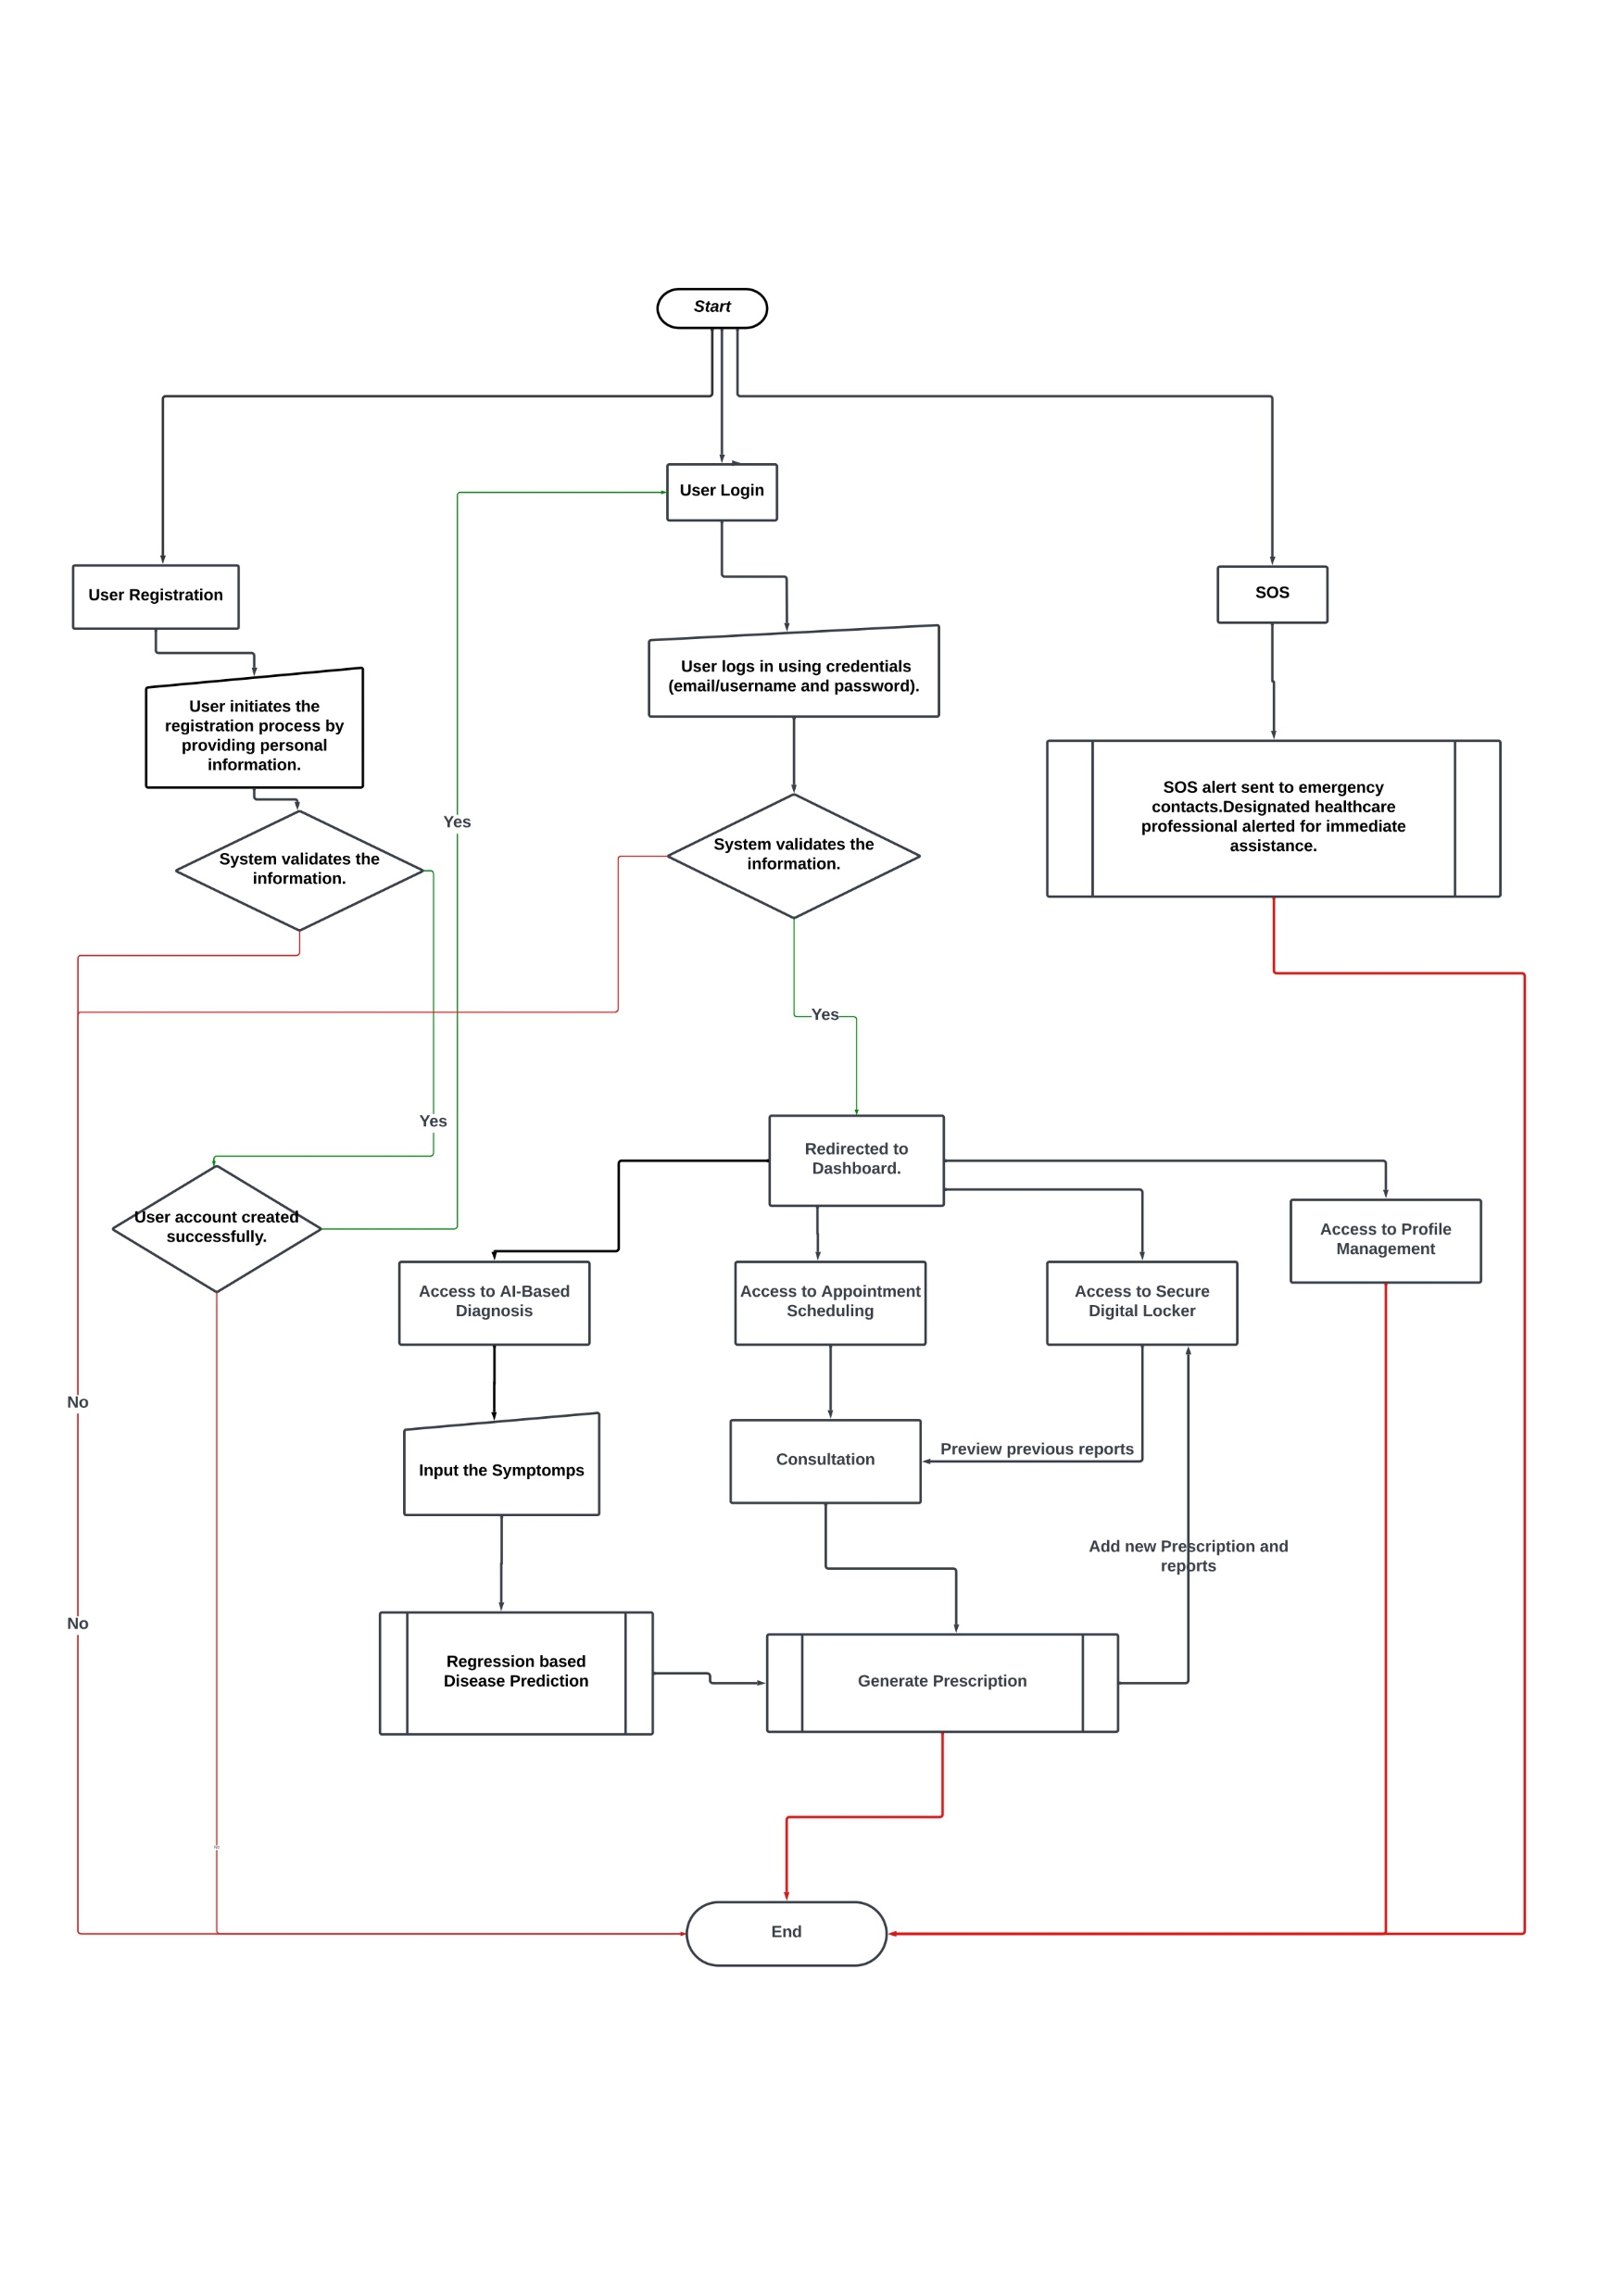 Start
User Login
User Registration
SOS
User logs in using credentials
(email/username and password).
User initiates the
registration process by
providing personal
information.
SOS alert sent to emergency
contacts.Designated healthcare
professional alerted for immediate
assistance.
Yes
System validates the
information.
System validates the
information.
Yes
Yes
Redirected to
Dashboard.
User account created
successfully.
Access to Profile
Management
Access to AI-Based
Diagnosis
Access to Appointment
Scheduling
Access to Secure
Digital Locker
No
Preview previous reports
Consultation
Input the Symptomps
Add new Prescription and
reports
No
Regression based
Disease Prediction
Generate Prescription
End